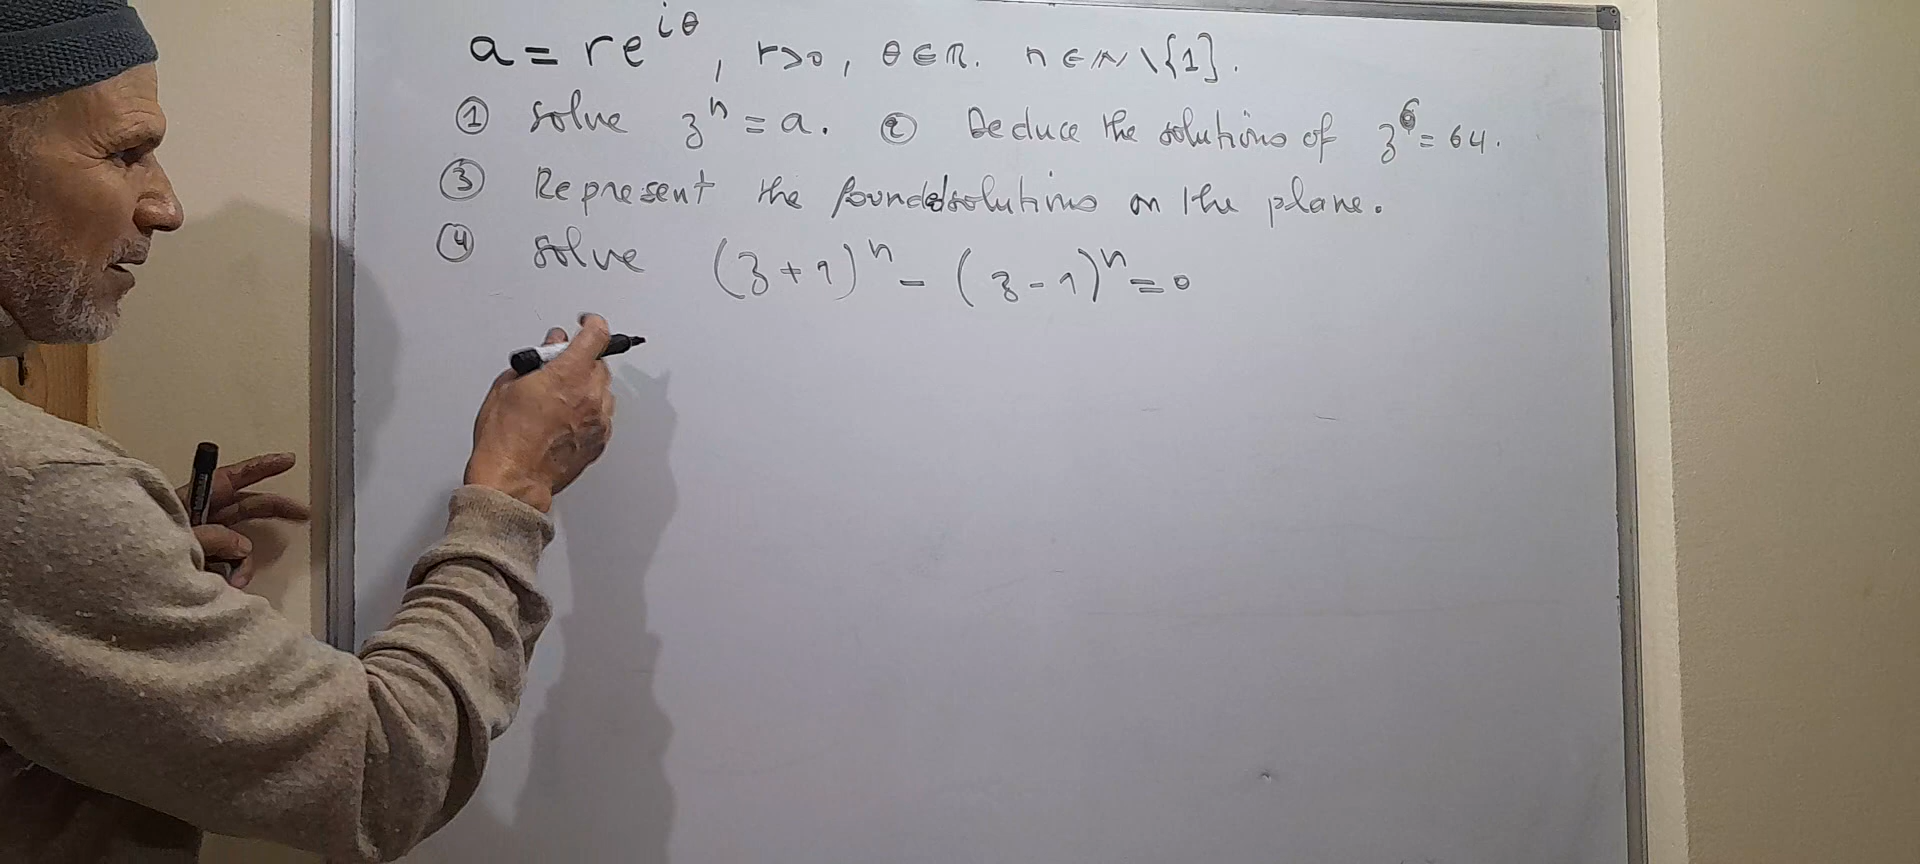 a = re^{iθ}, r>0, θ∈ℝ. n∈ℕ\{1}.
① solve z^n = a. ② Deduce the solutions of z^6 = 64.
③ Represent the founded solutions on the plane.
④ solve (z+1)^n - (z-1)^n = 0